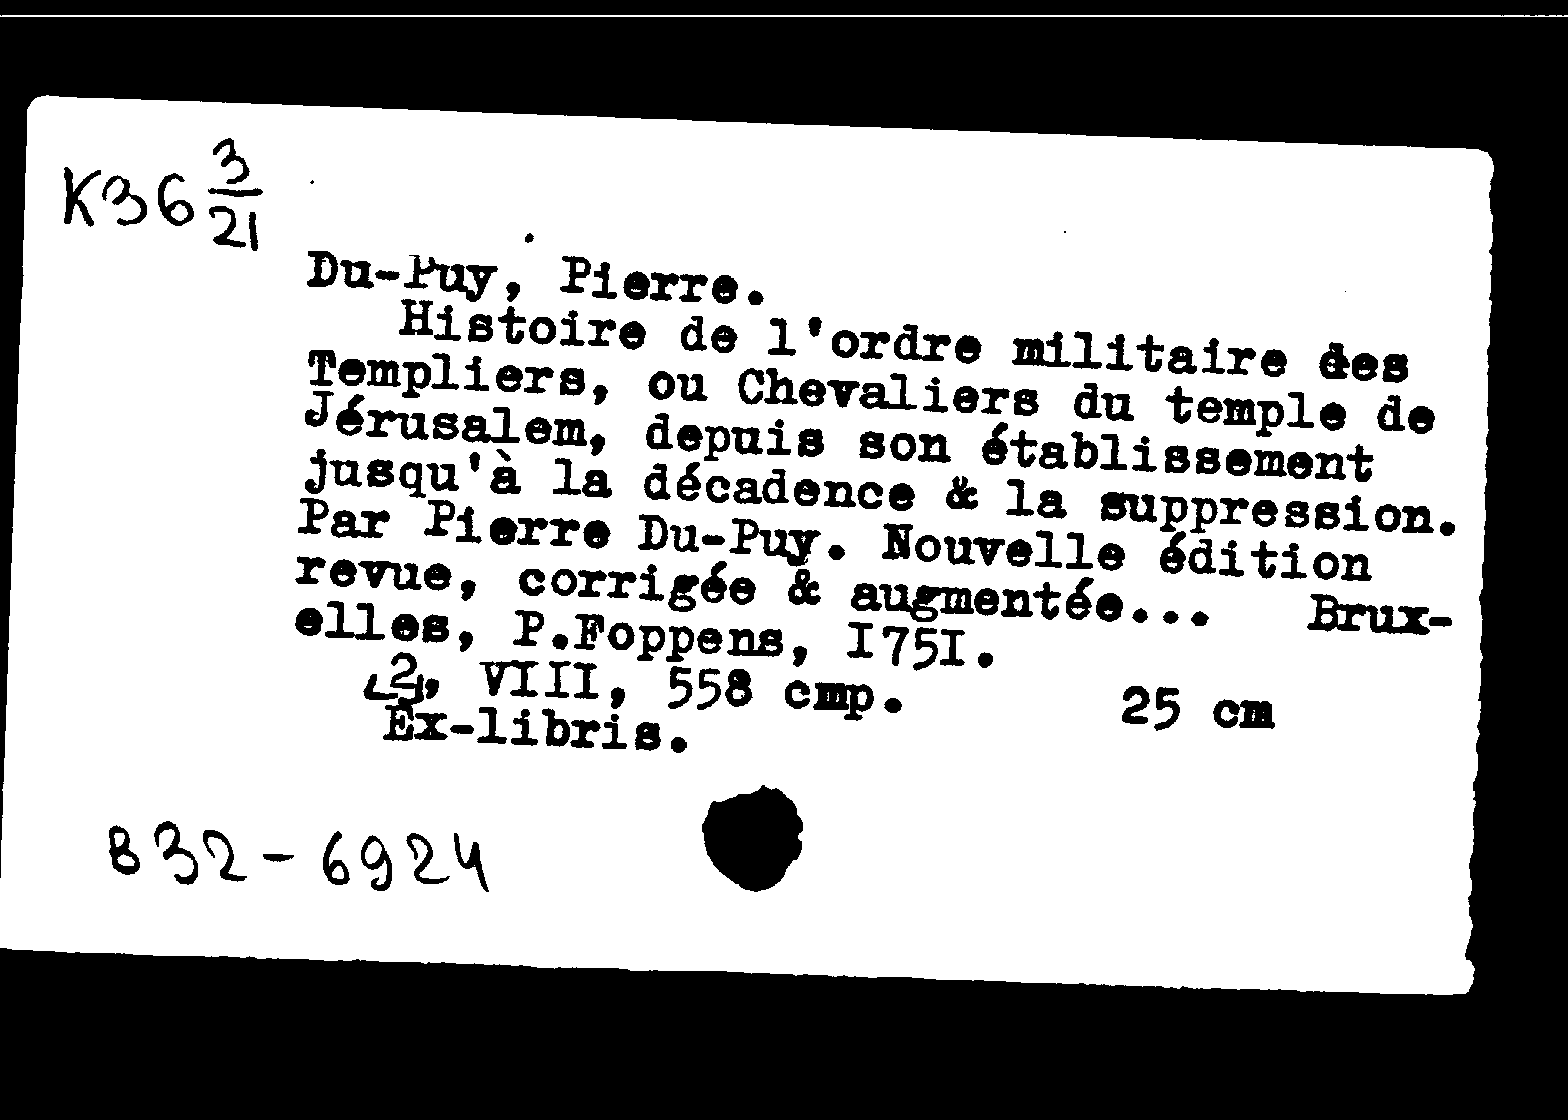 К36 3/21
Du-Puy, Pierre.
Histoire de l'ordre militaire des
Templiers, ou Chevaliers du temple de
Jérusalem, depuis son établissement
jusqu'à la décadence & la suppression.
Par Pierre Du-Puy. Nouvelle édition
revue, corrigée & augmentée... Brux-
elles, P.Foppens, I75I.
[2], VIII, 558 стр. 25 cm
Ex-libris.
В 32 - 6924